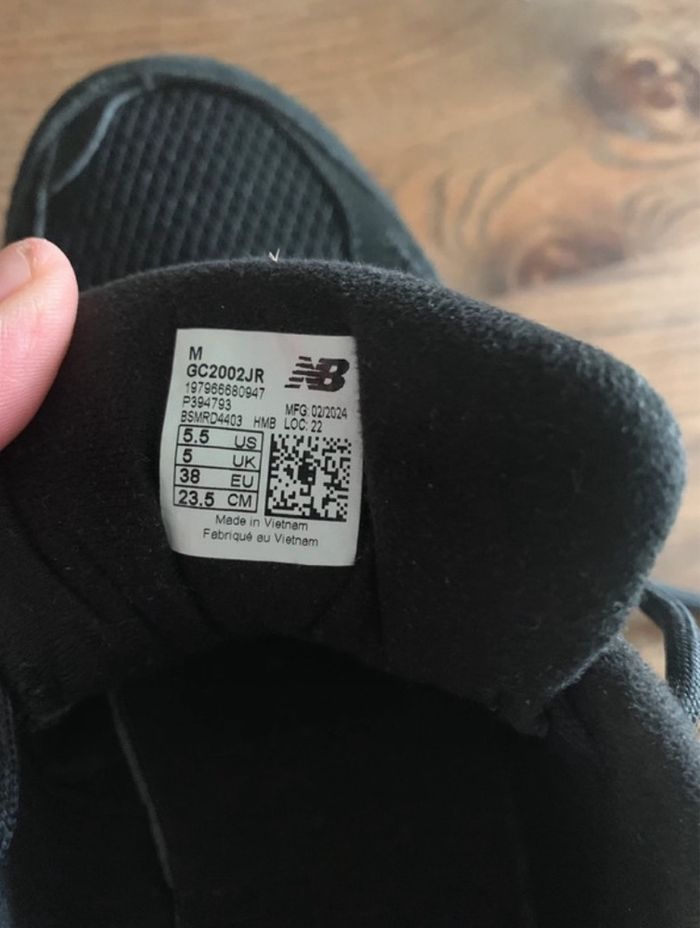 M
GC2002JR
197966680947
P394793
MFG: 02/2024
BSMRD4403 HMB LOC: 22
5.5 US
5 UK
38 EU
23.5 CM
NB
Made in Vietnam
Fabriqué au Vietnam